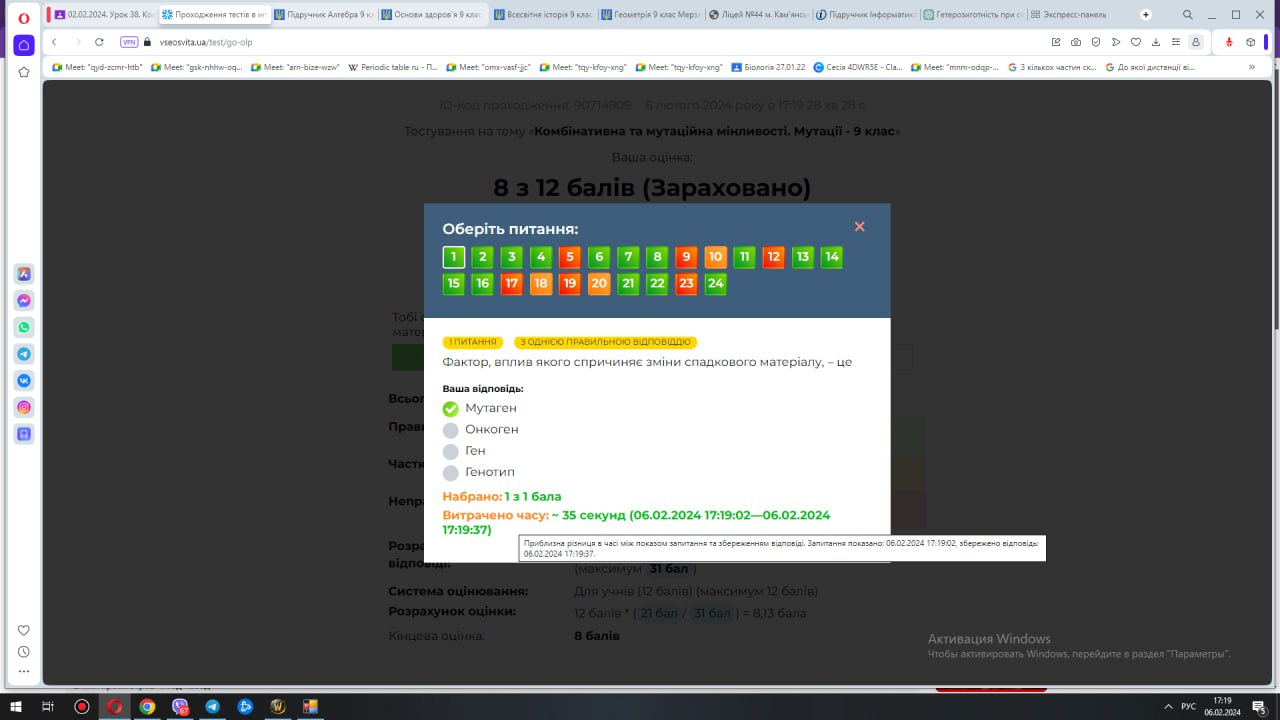 02.02.2024. Урок 38. Ко
Проходження тестів в ін
Підручник Алгебра 9 кл
Основи здоров'я 9 клас
Всесвітня історія 9 клас
Геометрія 9 клас Мерз
Ліцей №44 м. Кам'янсь
Підручник Інформатика
Гетерозиготність при с
Экспресс-панель
VPN
vseosvita.ua/test/go-olp
Meet: "qyd-zcmr-htb"
Meet: "gsk-nhhw-oq...
Meet: "arn-bize-wzw"
Periodic table ru - П...
Meet: "omx-vasf-jjc"
Meet: "tqy-kfoy-xng"
Meet: "tqy-kfoy-xng"
Біологія 27.01.22
Сесія 4DWR5E - Cla...
Meet: "mnm-odqp-...
З кількох частин ск...
До якої дистанції ві...
ID-код проходження: 90714909 6 лютого 2024 року о 17:19 28 хв 28 с
Тестування на тему «Комбінативна та мутаційна мінливості. Мутації - 9 клас»
Ваша оцінка:
8 з 12 балів (Зараховано)
Оберіть питання:
1 2 3 4 5 6 7 8 9 10 11 12 13 14
15 16 17 18 19 20 21 22 23 24
Тобі
мате
1 ПИТАННЯ З ОДНІЄЮ ПРАВИЛЬНОЮ ВІДПОВІДДЮ
Фактор, вплив якого спричиняє зміни спадкового матеріалу, – це
Ваша відповідь:
Всьог
Мутаген
Прави
Онкоген
Ген
Частк
Генотип
Непра
Набрано: 1 з 1 бала
Витрачено часу: ~ 35 секунд (06.02.2024 17:19:02—06.02.2024
17:19:37)
Приблизна різниця в часі між показом запитання та збереженням відповіді. Запитання показано: 06.02.2024 17:19:02, збережено відповідь:
06.02.2024 17:19:37.
Розра
відповіді:
(максимум 31 бал )
Система оцінювання: Для учнів (12 балів) (максимум 12 балів)
Розрахунок оцінки: 12 балів * ( 21 бал / 31 бал ) = 8,13 бала
Кінцева оцінка: 8 балів
Активация Windows
Чтобы активировать Windows, перейдите в раздел "Параметры".
67
РУС
17:19
06.02.2024
5